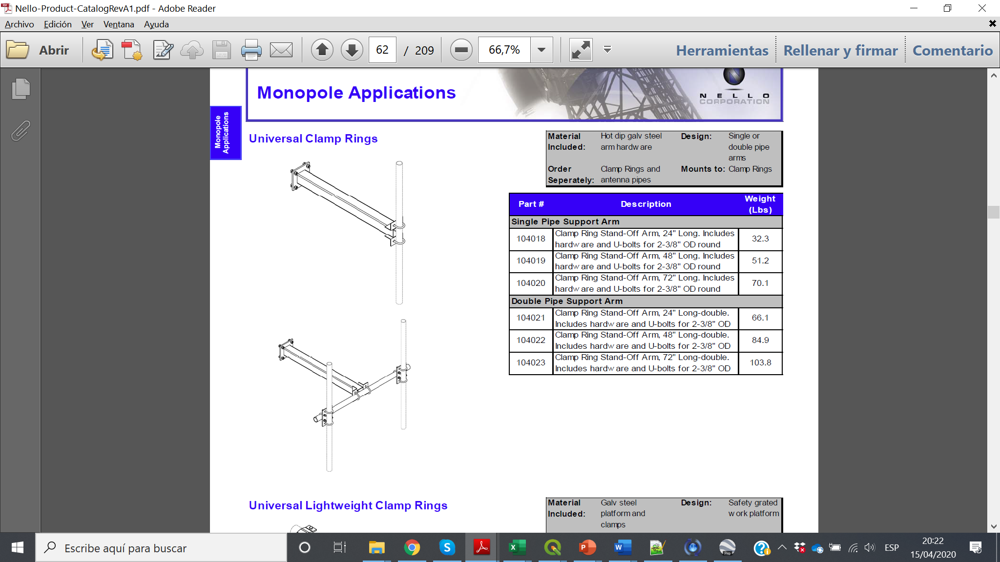 Nello-Product-CatalogRevA1.pdf - Adobe Reader
Archivo Edición Ver Ventana Ayuda
Abrir 62 / 209 66,7% Herramientas Rellenar y firmar Comentario
Monopole Applications
NELLO
CORPORATION
Monopole
Applications
Universal Clamp Rings
Material Hot dip galv steel Design: Single or
Included: arm hardw are double pipe
arms
Order Clamp Rings and Mounts to: Clamp Rings
Seperately: antenna pipes
Part # Description Weight
(Lbs)
Single Pipe Support Arm
104018 Clamp Ring Stand-Off Arm, 24" Long. Includes
hardw are and U-bolts for 2-3/8" OD round 32.3
104019 Clamp Ring Stand-Off Arm, 48" Long. Includes
hardw are and U-bolts for 2-3/8" OD round 51.2
104020 Clamp Ring Stand-Off Arm, 72" Long. Includes
hardw are and U-bolts for 2-3/8" OD round 70.1
Double Pipe Support Arm
104021 Clamp Ring Stand-Off Arm, 24" Long-double.
Includes hardw are and U-bolts for 2-3/8" OD 66.1
104022 Clamp Ring Stand-Off Arm, 48" Long-double.
Includes hardw are and U-bolts for 2-3/8" OD 84.9
104023 Clamp Ring Stand-Off Arm, 72" Long-double.
Includes hardw are and U-bolts for 2-3/8" OD 103.8
Universal Lightweight Clamp Rings
Material Galv steel Design: Safety grated
Included: platform and w ork platform
clamps
Escribe aquí para buscar
ESP
20:22
15/04/2020